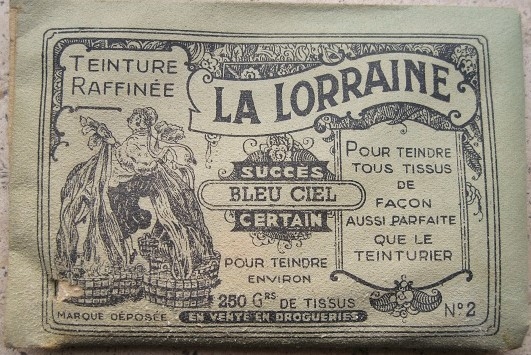 TEINTURE
RAFFINÉE
LA LORRAINE
SUCCÈS
BLEU CIEL
CERTAIN
POUR TEINDRE
ENVIRON
250 GRS DE TISSUS
EN VENTE EN DROGUERIES
POUR TEINDRE
TOUS TISSUS
DE
FAÇON
AUSSI PARFAITE
QUE LE
TEINTURIER
MARQUE DÉPOSÉE
N° 2